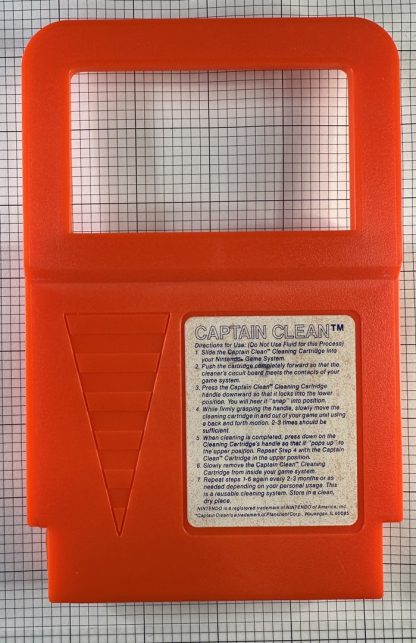 CAPTAIN CLEAN™
Directions for Use: (Do Not Use Fluid for this Process)
1. Slide the Captain Clean™ Cleaning Cartridge into
your Nintendo® Game System.
2. Push the cartridge completely forward so that the
cleaner's circuit board meets the contacts of your
game system.
3. Press the Captain Clean™ Cleaning Cartridge
handle downward so that it locks into the lower
position. You will hear it "snap" into position.
4. While firmly grasping the handle, slowly move the
cleaning cartridge in and out of your game unit using
a back and forth motion, 2-3 times should be
sufficient.
5. When cleaning is completed, press down on the
Cleaning Cartridge's handle so that it "pops up" to
the upper position. Repeat Step 4 with the Captain
Clean™ Cartridge in the upper position.
6. Slowly remove the Captain Clean™ Cleaning
Cartridge from inside your game system.
7. Repeat steps 1-6 again every 2-3 months or as
needed depending on your personal usage. This
is a reusable cleaning system. Store in a clean,
dry place.
NINTENDO is a registered trademark of NINTENDO of America, Inc.
"Captain Clean is a trademark of Corp., Waukegan, IL 60085